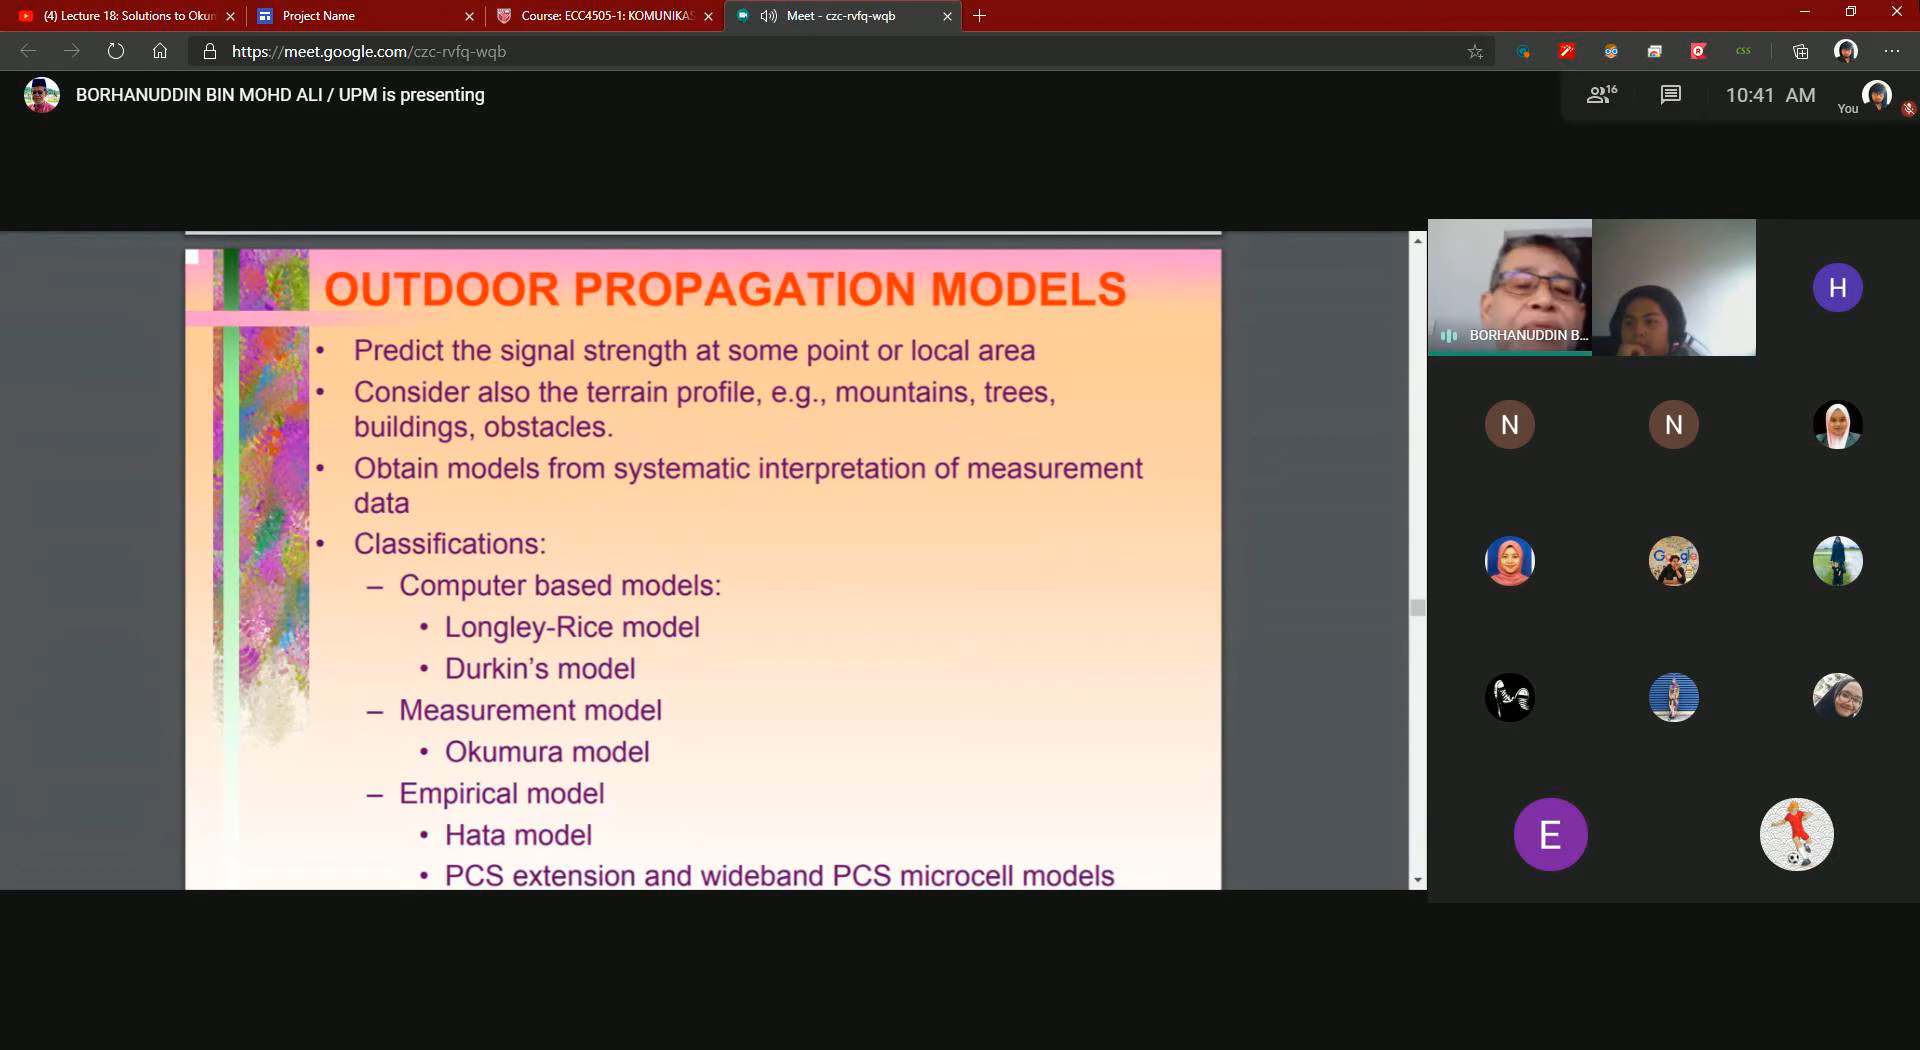 (4) Lecture 18: Solutions to Okun
Project Name
Course: ECC4505-1: KOMUNIKAS
Meet - czc-rvfq-wqb
https://meet.google.com/czc-rvfq-wqb
CSS
BORHANUDDIN BIN MOHD ALI / UPM is presenting
16
10:41 AM
You
OUTDOOR PROPAGATION MODELS
• Predict the signal strength at some point or local area
• Consider also the terrain profile, e.g., mountains, trees,
buildings, obstacles.
• Obtain models from systematic interpretation of measurement
data
• Classifications:
– Computer based models:
• Longley-Rice model
• Durkin's model
– Measurement model
• Okumura model
– Empirical model
• Hata model
• PCS extension and wideband PCS microcell models
BORHANUDDIN B...
H
N
N
Google
E